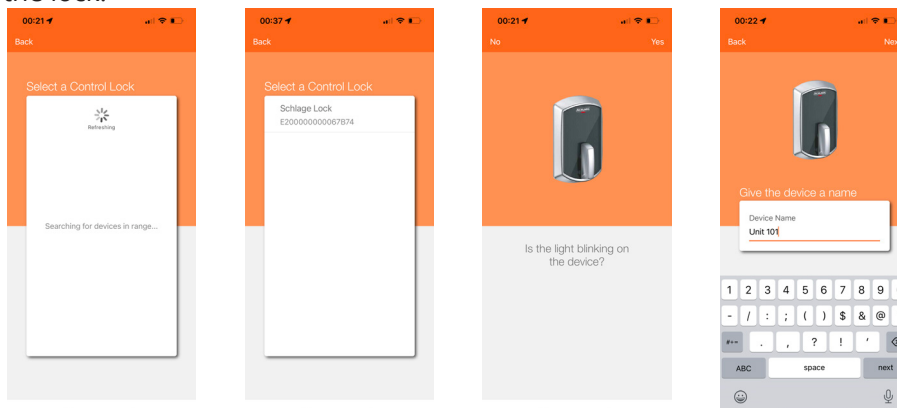 the lock.
00:21
Back
Select a Control Lock
Refreshing
Searching for devices in range...
00:37
Back
Select a Control Lock
Schlage Lock
E200000000067B74
00:21
No Yes
Is the light blinking on
the device?
00:22
Back
Give the device a name
Device Name
Unit 101
1 2 3 4 5 6 7 8 9
- / : ; ( ) $ & @
#+= . , ? ! '
ABC space next